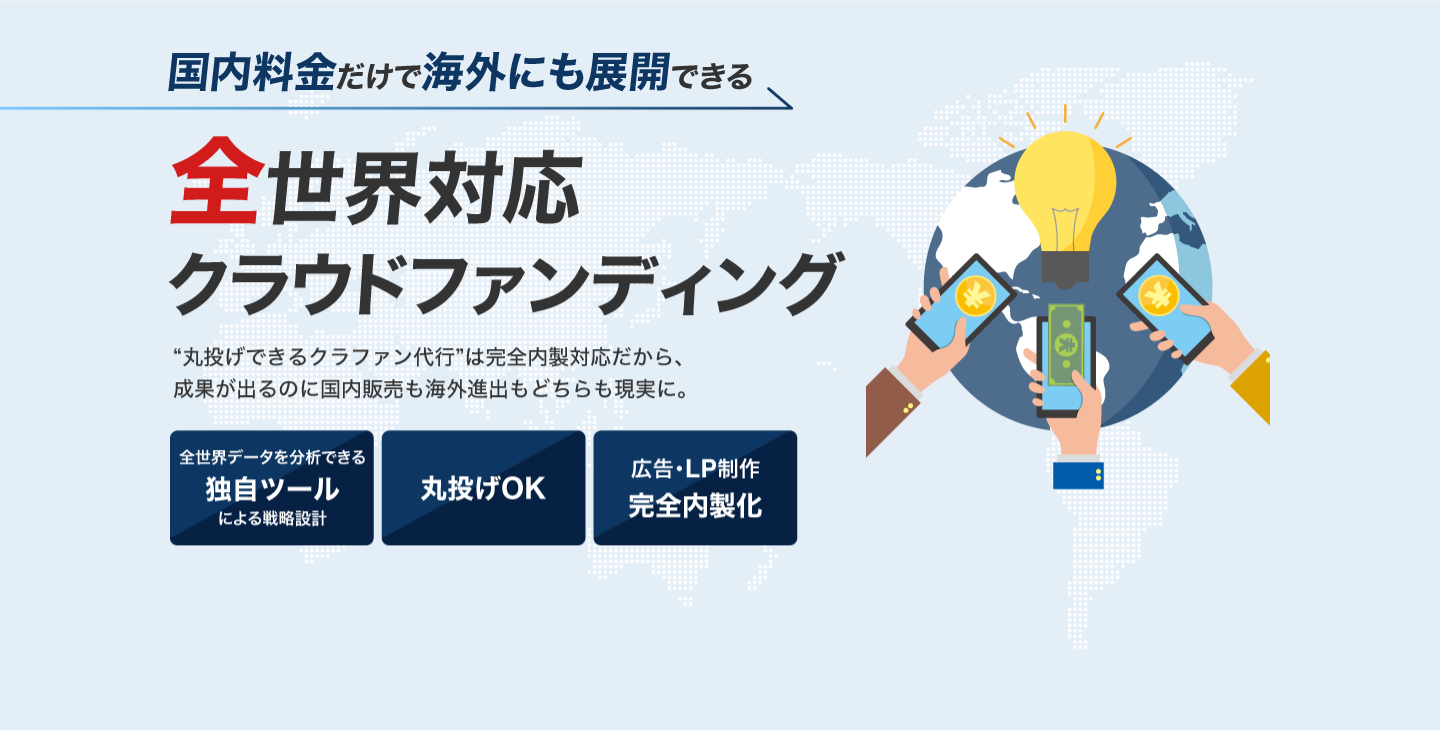 国内料金だけで海外にも展開できる
全世界対応
クラウドファンディング
“丸投げできるクラファン代行”は完全内製対応だから、
成果が出るのに国内販売も海外進出もどちらも現実に。
全世界データを分析できる
独自ツール
による戦略設計
丸投げOK
広告・LP制作
完全内製化